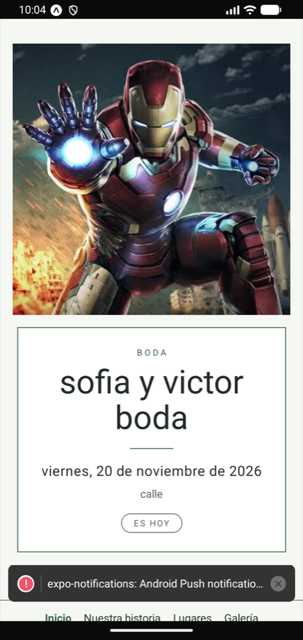 10:04
BODA
sofia y victor
boda
viernes, 20 de noviembre de 2026
calle
ES HOY
expo-notifications: Android Push notificatio...
Inicio Nuestra historia Lugares Galería